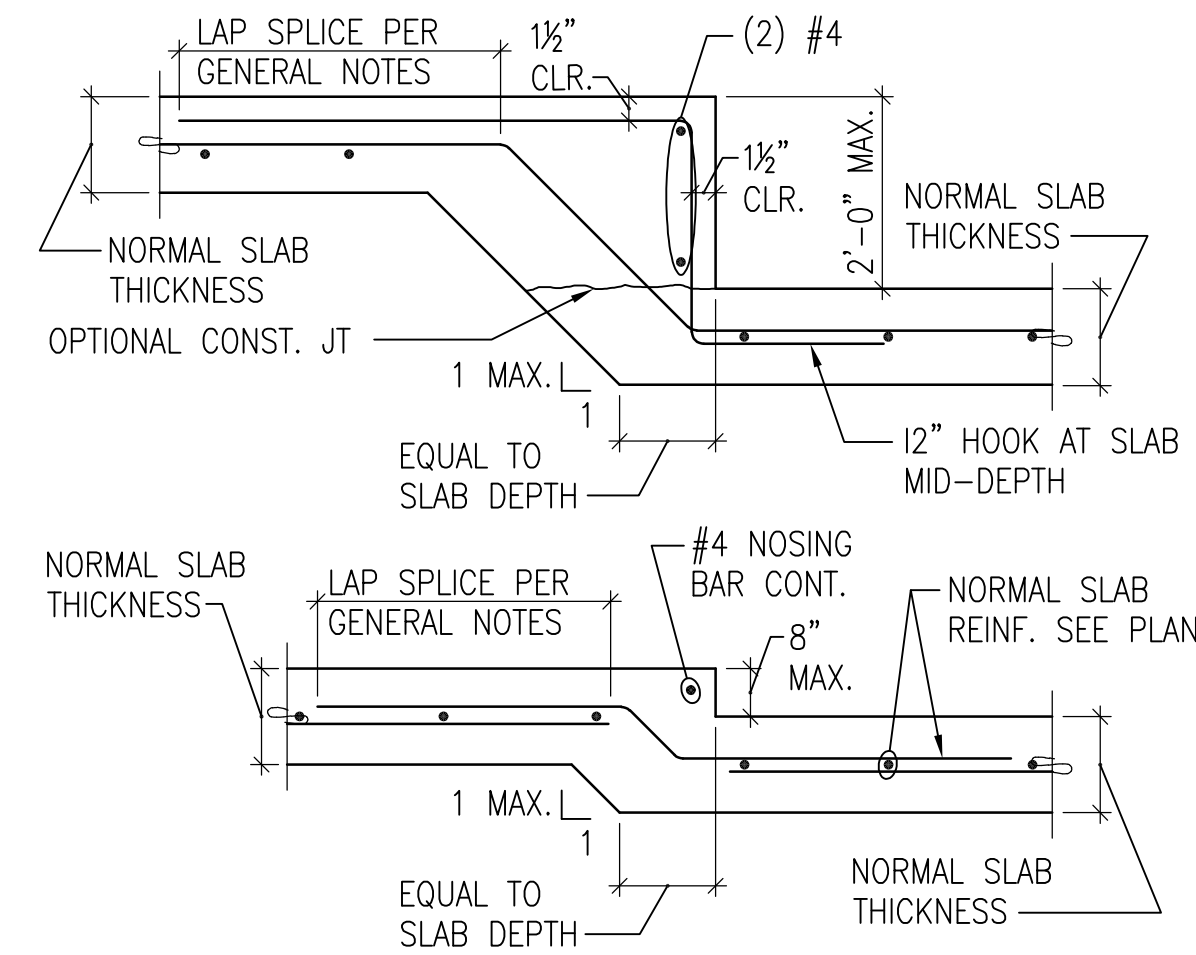 LAP SPLICE PER
GENERAL NOTES
1½"
CLR.
(2) #4
1½"
CLR.
2'-0" MAX.
NORMAL SLAB
THICKNESS
NORMAL SLAB
THICKNESS
OPTIONAL CONST. JT
1 MAX.
1
EQUAL TO
SLAB DEPTH
12" HOOK AT SLAB
MID-DEPTH
NORMAL SLAB
THICKNESS
LAP SPLICE PER
GENERAL NOTES
#4 NOSING
BAR CONT.
8"
MAX.
NORMAL SLAB
REINF. SEE PLAN
1 MAX.
1
EQUAL TO
SLAB DEPTH
NORMAL SLAB
THICKNESS